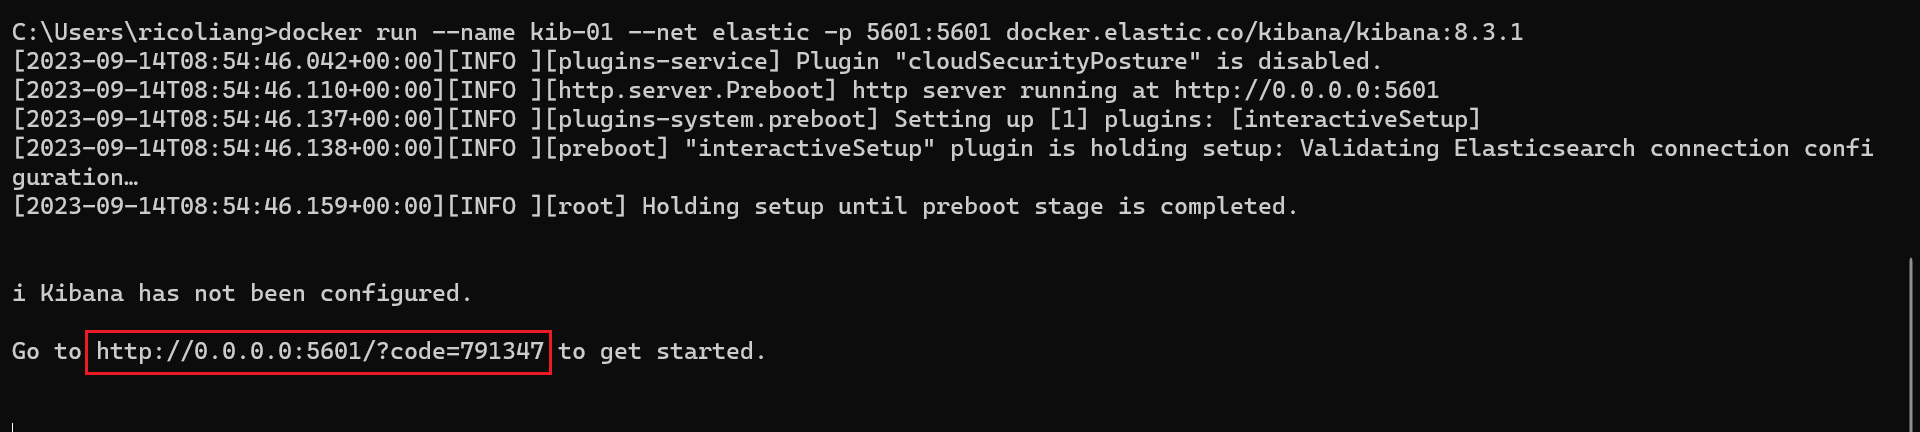 C:\Users\ricoliang>docker run --name kib-01 --net elastic -p 5601:5601 docker.elastic.co/kibana/kibana:8.3.1
[2023-09-14T08:54:46.042+00:00][INFO ][plugins-service] Plugin "cloudSecurityPosture" is disabled.
[2023-09-14T08:54:46.110+00:00][INFO ][http.server.Preboot] http server running at http://0.0.0.0:5601
[2023-09-14T08:54:46.137+00:00][INFO ][plugins-system.preboot] Setting up [1] plugins: [interactiveSetup]
[2023-09-14T08:54:46.138+00:00][INFO ][preboot] "interactiveSetup" plugin is holding setup: Validating Elasticsearch connection confi
guration…
[2023-09-14T08:54:46.159+00:00][INFO ][root] Holding setup until preboot stage is completed.
i Kibana has not been configured.
Go to http://0.0.0.0:5601/?code=791347 to get started.